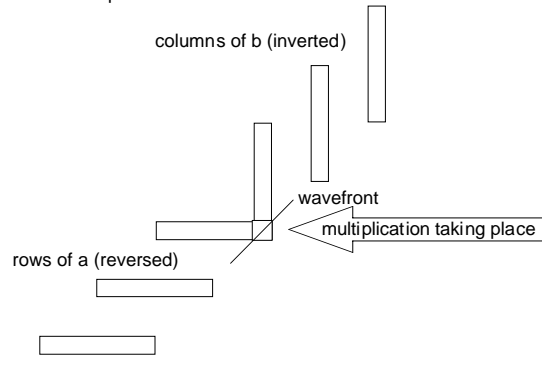 columns of b (inverted)
wavefront
multiplication taking place
rows of a (reversed)